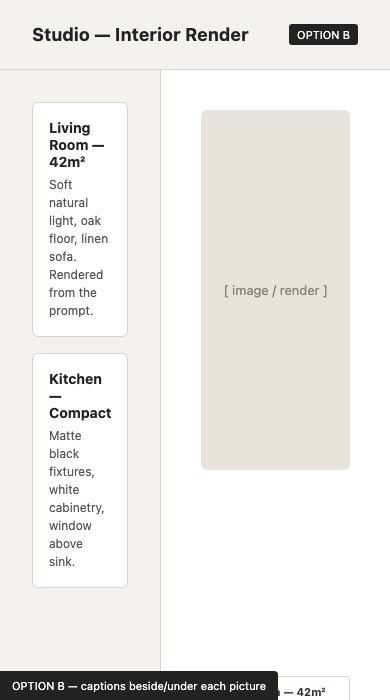 Studio — Interior Render
OPTION B
Living
Room —
42m²
Soft
natural
light, oak
floor, linen
sofa.
Rendered
from the
prompt.
Kitchen
—
Compact
Matte
black
fixtures,
white
cabinetry,
window
above
sink.
[ image / render ]
OPTION B — captions beside/under each picture
— 42m²